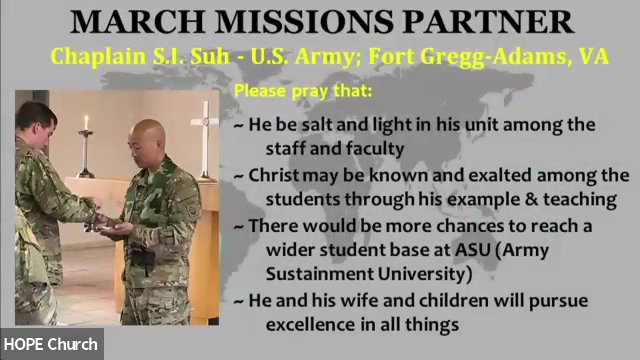 MARCH MISSIONS PARTNER
Chaplain S.I. Suh - U.S. Army; Fort Gregg-Adams, VA
Please pray that:
~ He be salt and light in his unit among the
staff and faculty
~ Christ may be known and exalted among the
students through his example & teaching
~ There would be more chances to reach a
wider student base at ASU (Army
Sustainment University)
~ He and his wife and children will pursue
excellence in all things
HOPE Church